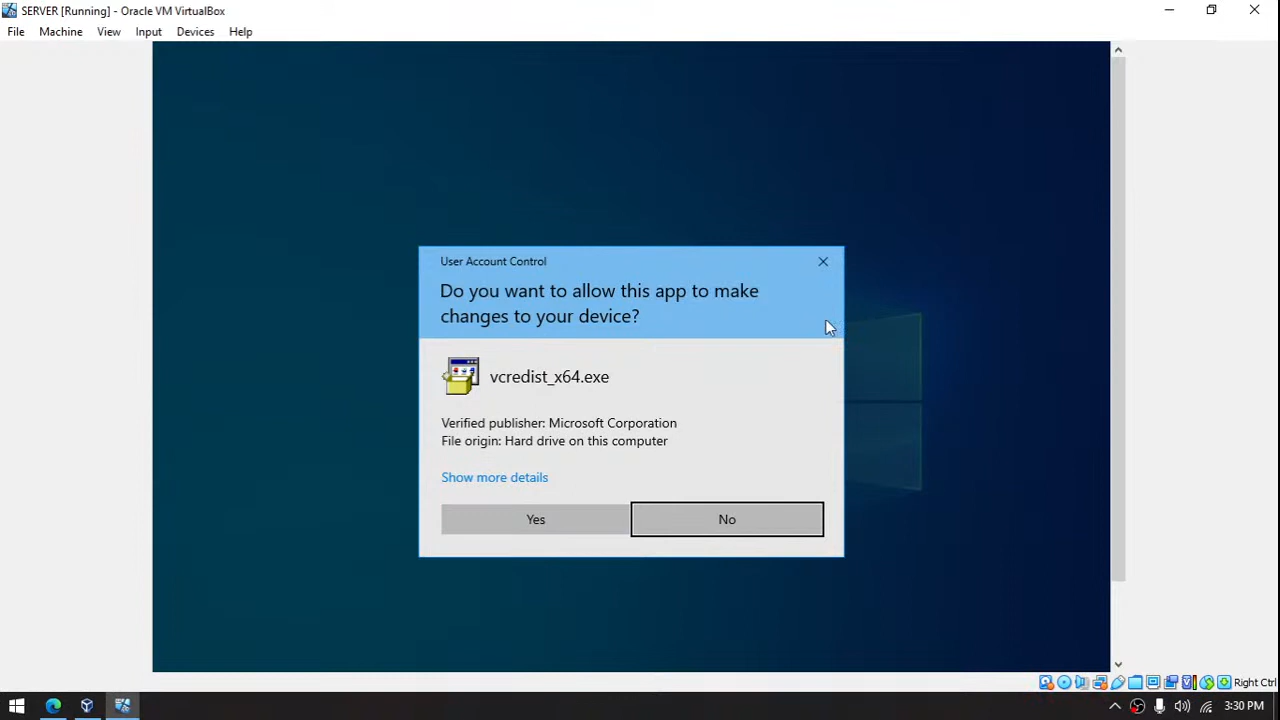 SERVER [Running] - Oracle VM VirtualBox
File Machine View Input Devices Help
User Account Control
Do you want to allow this app to make
changes to your device?
vcredist_x64.exe
Verified publisher: Microsoft Corporation
File origin: Hard drive on this computer
Show more details
Yes No
Right Ctrl
3:30 PM